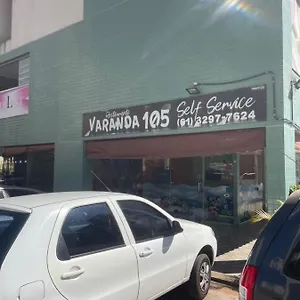 Restaurante
VARANDA 105
Self Service
(61) 3297-7624